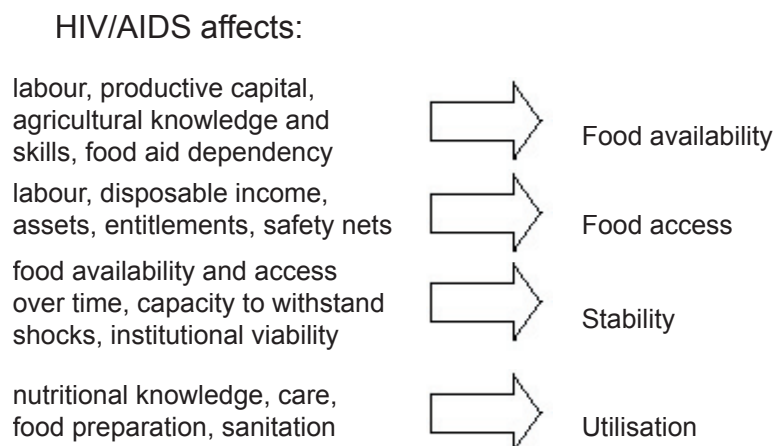 HIV/AIDS affects:
labour, productive capital,
agricultural knowledge and
skills, food aid dependency
Food availability
labour, disposable income,
assets, entitlements, safety nets
Food access
food availability and access
over time, capacity to withstand
shocks, institutional viability
Stability
nutritional knowledge, care,
food preparation, sanitation
Utilisation